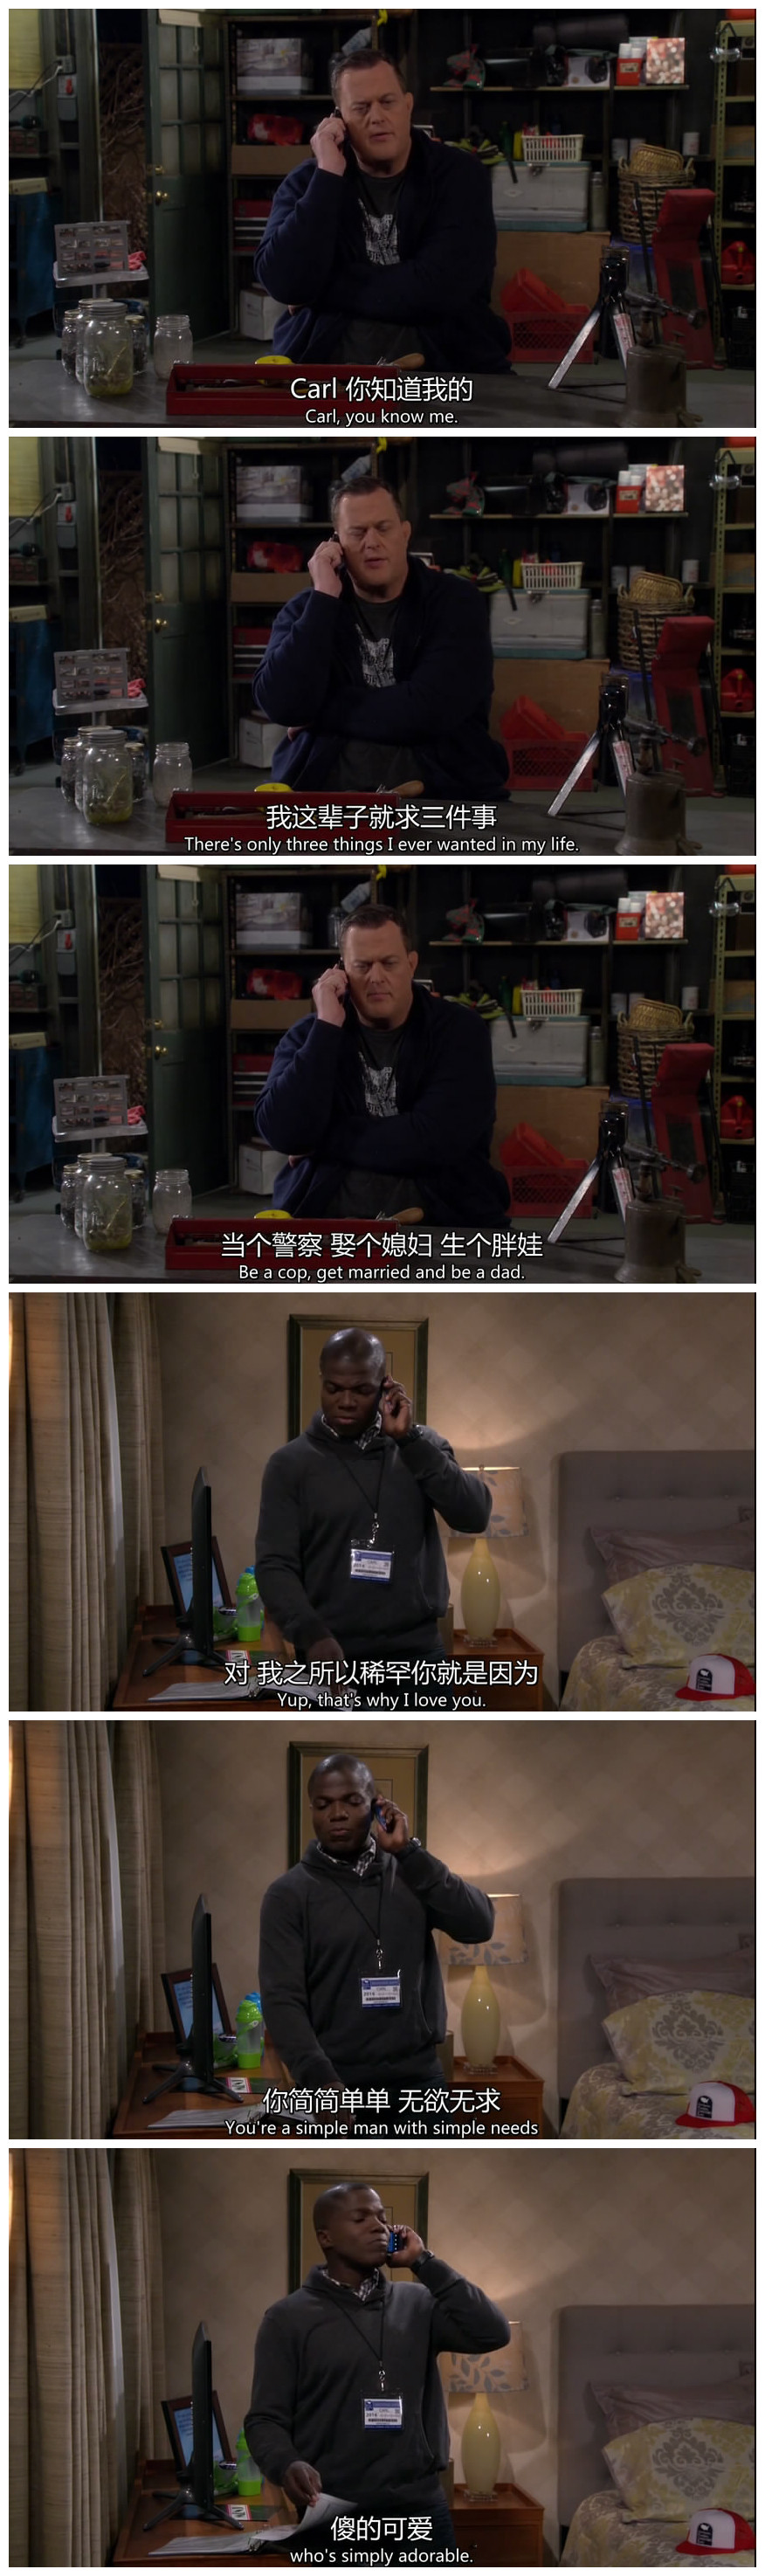 Carl 你知道我的
Carl, you know me.
我这辈子就求三件事
There's only three things I ever wanted in my life.
当个警察 娶个媳妇 生个胖娃
Be a cop, get married and be a dad.
对 我之所以稀罕你就是因为
Yup, that's why I love you.
你简简单单 无欲无求
You're a simple man with simple needs
傻的可爱
who's simply adorable.